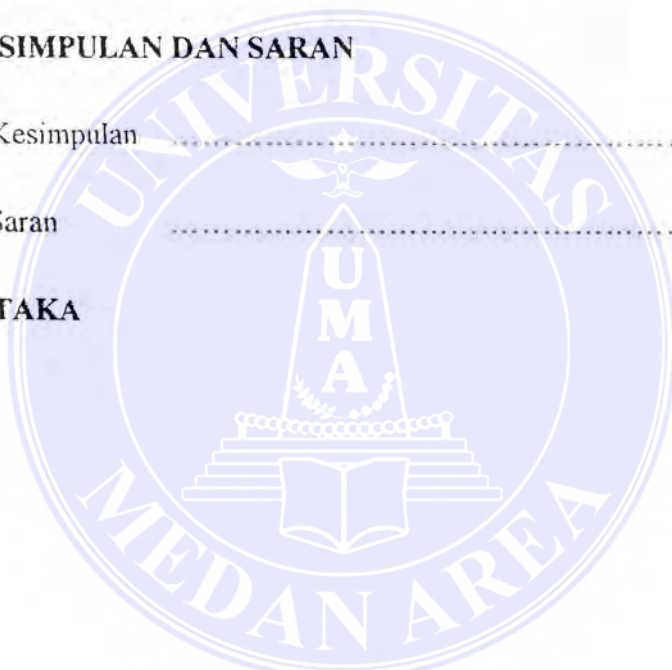 SIMPULAN DAN SARAN
Kesimpulan ........................................
Saran ........................................
TAKA
UNIVERSITAS
UMA
MEDAN AREA